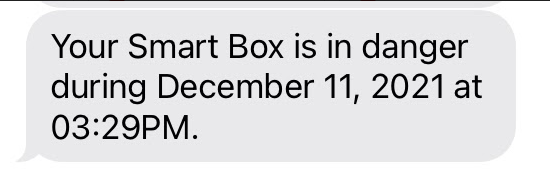 Your Smart Box is in danger
during December 11, 2021 at
03:29PM.